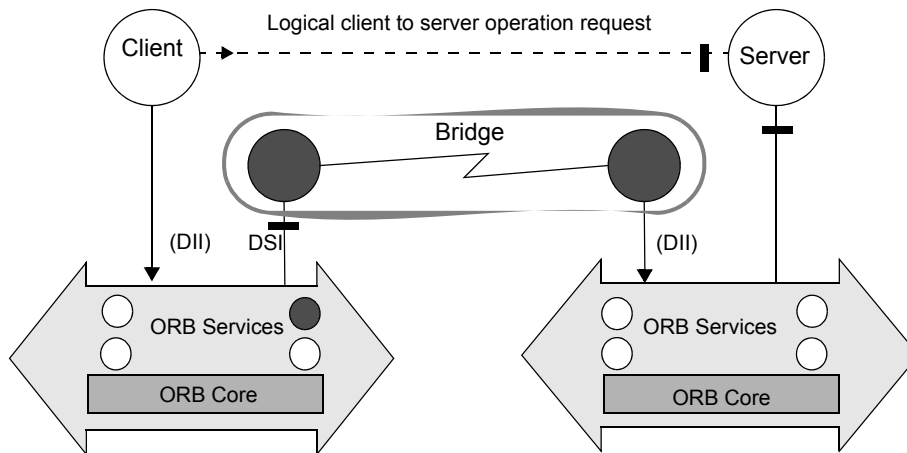 Logical client to server operation request
Client
Server
Bridge
(DII)
DSI
(DII)
ORB Services
ORB Services
ORB Core
ORB Core